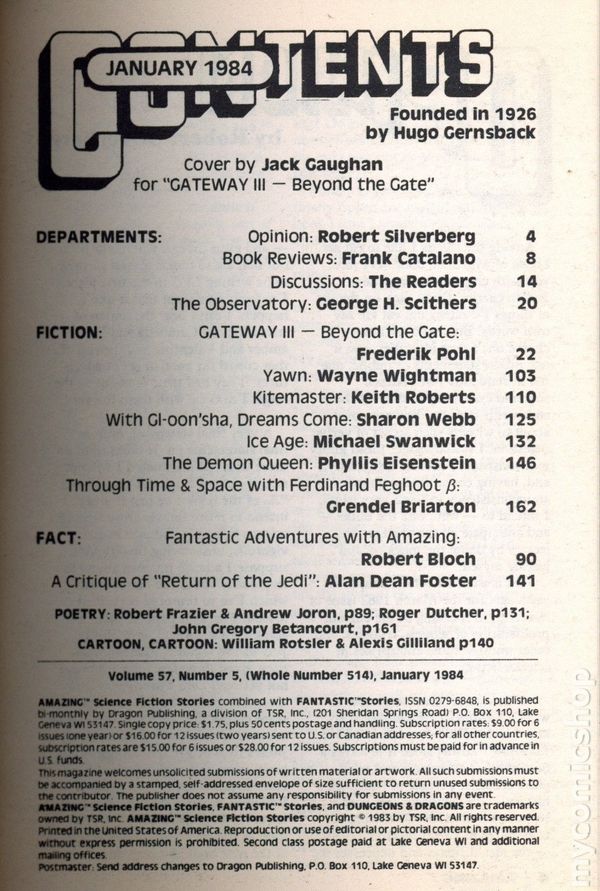 CONTENTS
JANUARY 1984
Founded in 1926
by Hugo Gernsback
Cover by Jack Gaughan
for "GATEWAY III — Beyond the Gate"
DEPARTMENTS: Opinion: Robert Silverberg 4
Book Reviews: Frank Catalano 8
Discussions: The Readers 14
The Observatory: George H. Scithers 20
FICTION: GATEWAY III — Beyond the Gate:
Frederik Pohl 22
Yawn: Wayne Wightman 103
Kitemaster: Keith Roberts 110
With Gl-oon'sha, Dreams Come: Sharon Webb 125
Ice Age: Michael Swanwick 132
The Demon Queen: Phyllis Eisenstein 146
Through Time & Space with Ferdinand Feghoot β:
Grendel Briarton 162
FACT: Fantastic Adventures with Amazing:
Robert Bloch 90
A Critique of "Return of the Jedi": Alan Dean Foster 141
POETRY: Robert Frazier & Andrew Joron, p89; Roger Dutcher, p131;
John Gregory Betancourt, p161
CARTOON, CARTOON: William Rotsler & Alexis Gilliland p140
Volume 57, Number 5, (Whole Number 514), January 1984
AMAZING™ Science Fiction Stories combined with FANTASTIC™Stories, ISSN 0279-6848, is published
bi-monthly by Dragon Publishing, a division of TSR, Inc., (201 Sheridan Springs Road) P.O. Box 110, Lake
Geneva WI 53147. Single copy price: $1.75, plus 50 cents postage and handling. Subscription rates: $9.00 for 6
issues (one year) or $16.00 for 12 issues (two years) sent to U.S. or Canadian addresses; for all other countries,
subscription rates are $15.00 for 6 issues or $28.00 for 12 issues. Subscriptions must be paid for in advance in
U.S. funds.
This magazine welcomes unsolicited submissions of written material or artwork. All such submissions must
be accompanied by a stamped, self-addressed envelope of size sufficient to return unused submissions to
the contributor. The publisher does not assume any responsibility for submissions in any event.
AMAZING™ Science Fiction Stories, FANTASTIC™ Stories, and DUNGEONS & DRAGONS are trademarks
owned by TSR, Inc. AMAZING™ Science Fiction Stories copyright © 1983 by TSR, Inc. All rights reserved.
Printed in the United States of America. Reproduction or use of editorial or pictorial content in any manner
without express permission is prohibited. Second class postage paid at Lake Geneva WI and additional
mailing offices.
Postmaster: Send address changes to Dragon Publishing, P.O. Box 110, Lake Geneva WI 53147.
mycomicshop